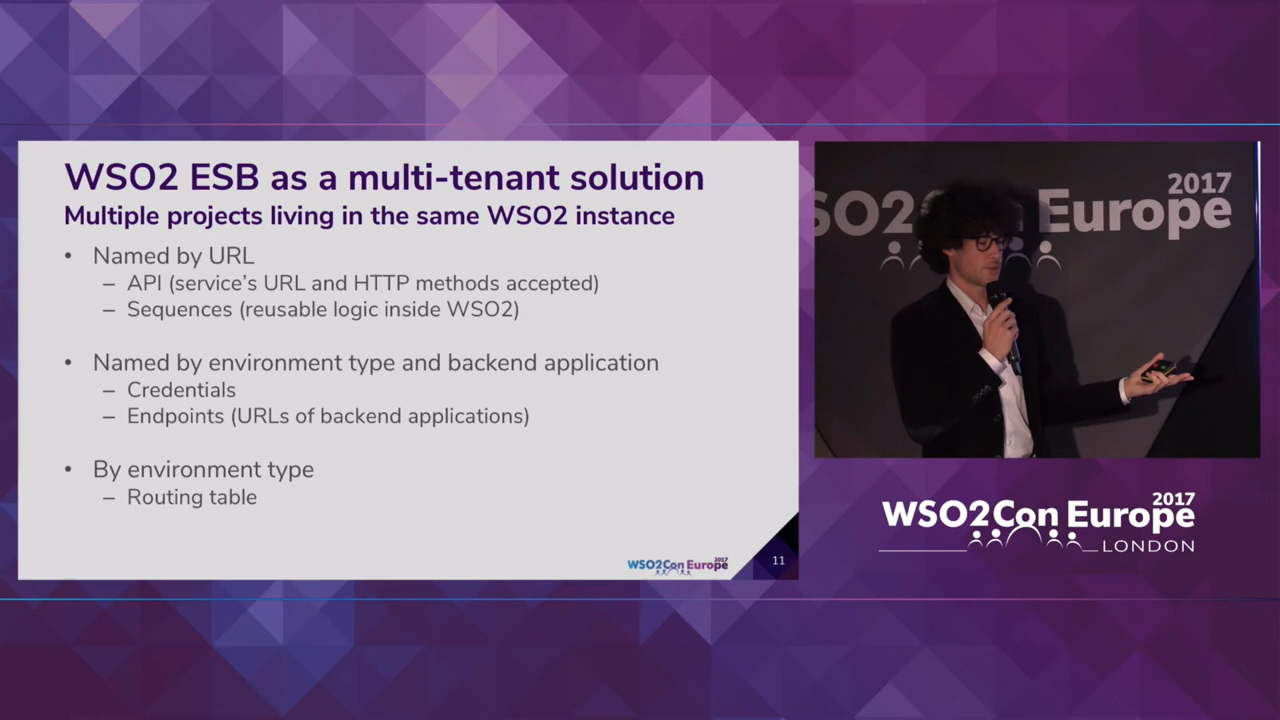 WSO2 ESB as a multi-tenant solution
Multiple projects living in the same WSO2 instance
• Named by URL
– API (service's URL and HTTP methods accepted)
– Sequences (reusable logic inside WSO2)
• Named by environment type and backend application
– Credentials
– Endpoints (URLs of backend applications)
• By environment type
– Routing table
WSO2Con Europe 2017
11
2017
SO2 Europe
2017
WSO2Con Europe
LONDON